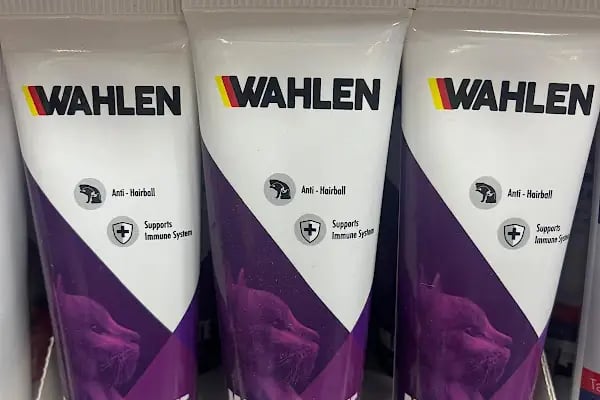 WAHLEN
Anti - Hairball
Supports
Immune System
WAHLEN
Anti - Hairball
Supports
Immune System
WAHLEN
Anti - Hairball
Supports
Immune System